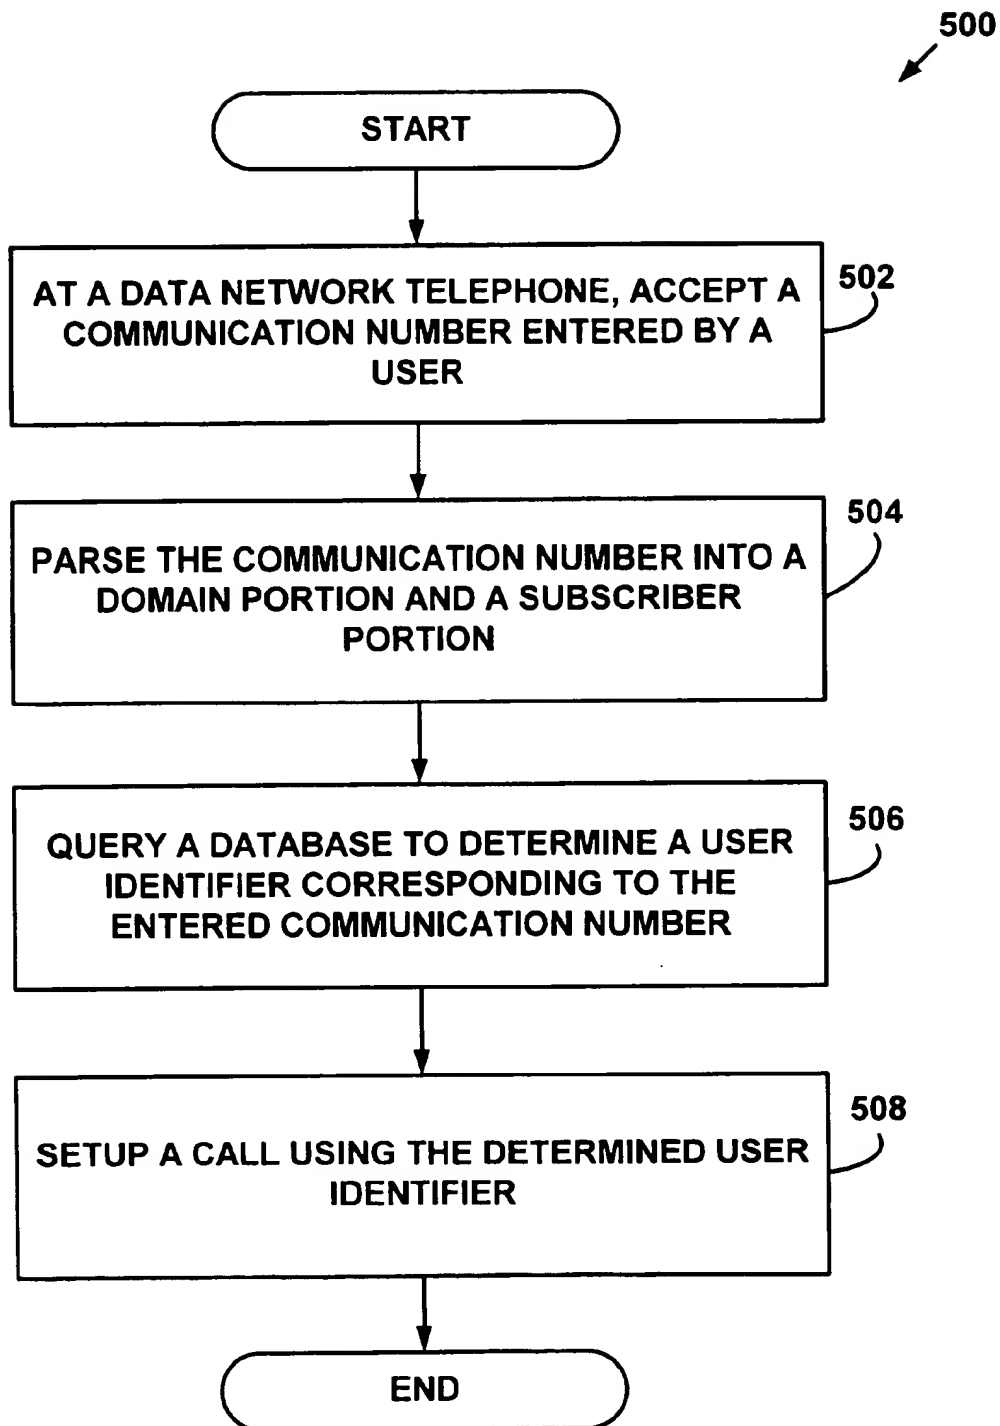 500
START
AT A DATA NETWORK TELEPHONE, ACCEPT A
COMMUNICATION NUMBER ENTERED BY A
USER
502
PARSE THE COMMUNICATION NUMBER INTO A
DOMAIN PORTION AND A SUBSCRIBER
PORTION
504
QUERY A DATABASE TO DETERMINE A USER
IDENTIFIER CORRESPONDING TO THE
ENTERED COMMUNICATION NUMBER
506
SETUP A CALL USING THE DETERMINED USER
IDENTIFIER
508
END